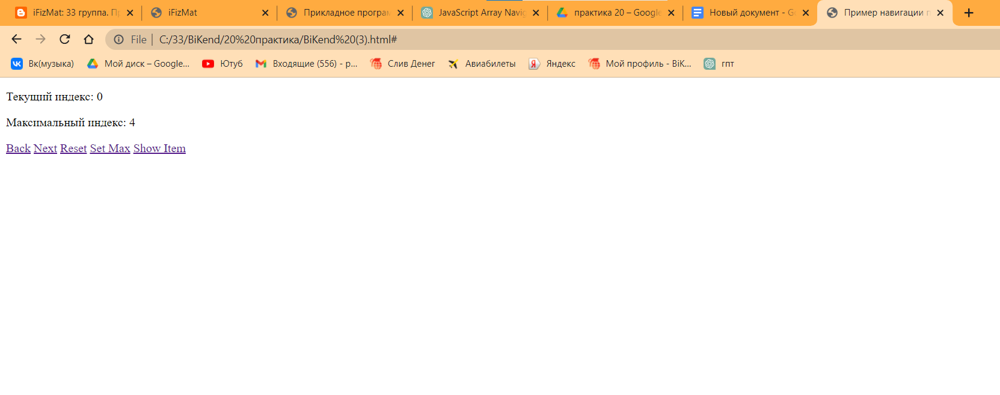 iFizMat: 33 группа. П
iFizMat
Прикладное програм
JavaScript Array Navig
практика 20 – Google
Новый документ - Go
Пример навигации п
File
C:/33/BiKend/20%20практика/BiKend%20(3).html#
Вк(музыка)
Мой диск – Google...
Ютуб
Входящие (556) - p...
Слив Денег
Авиабилеты
Яндекс
Мой профиль - BiK...
гпт
Текущий индекс: 0
Максимальный индекс: 4
Back Next Reset Set Max Show Item